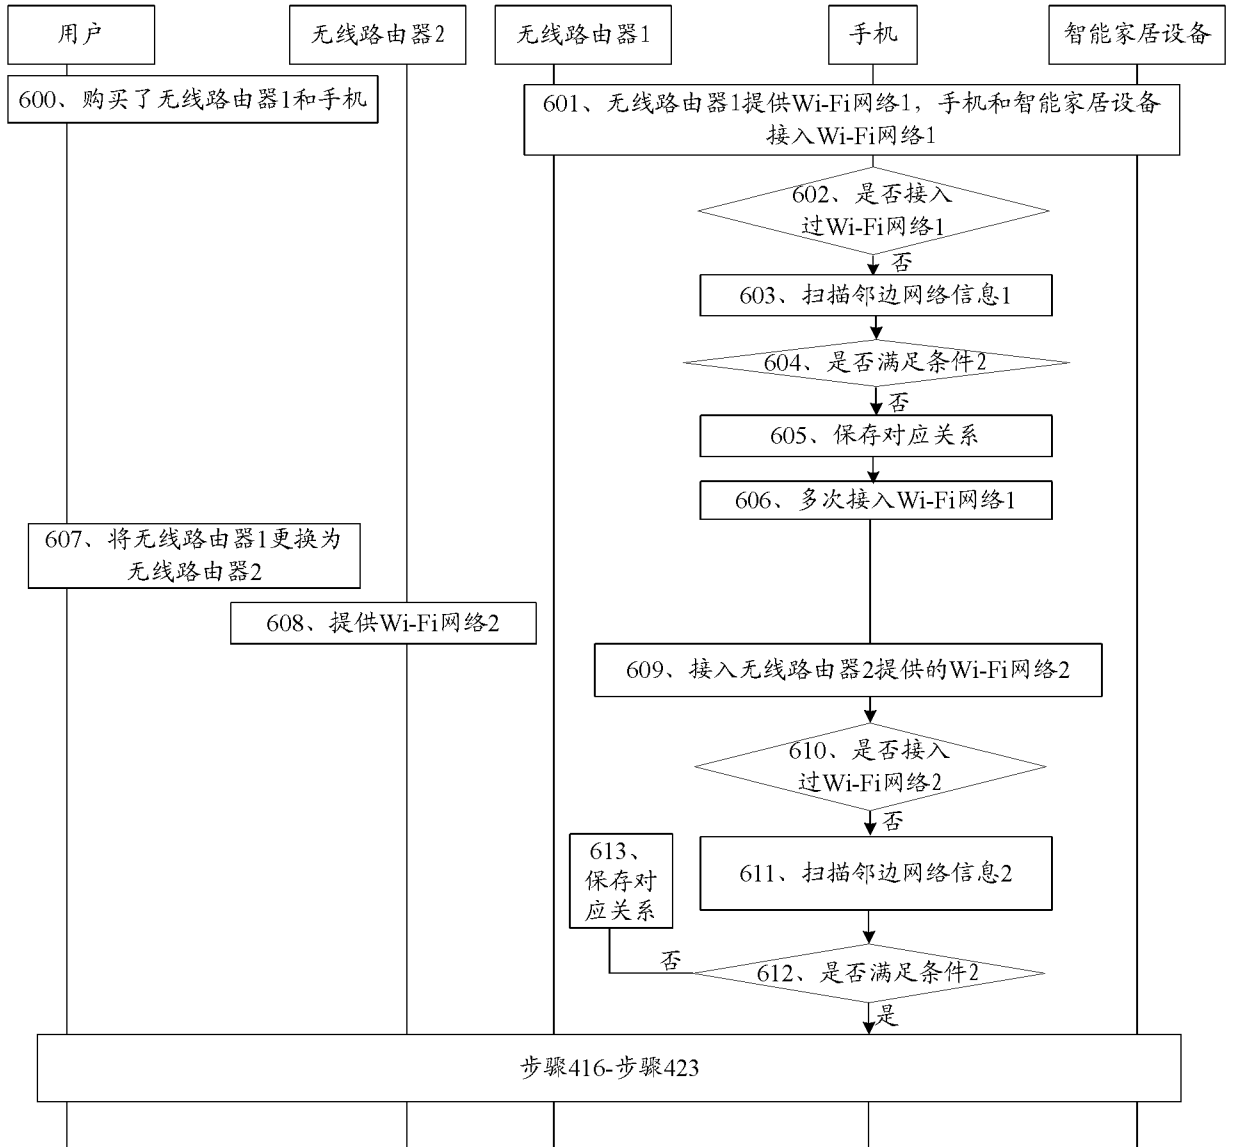 用户
无线路由器2
无线路由器1
手机
智能家居设备
600、购买了无线路由器1和手机
601、无线路由器1提供Wi-Fi网络1，手机和智能家居设备
接入Wi-Fi网络1
602、是否接入
过Wi-Fi网络1
否
603、扫描邻边网络信息1
604、是否满足条件2
否
605、保存对应关系
606、多次接入Wi-Fi网络1
607、将无线路由器1更换为
无线路由器2
608、提供Wi-Fi网络2
609、接入无线路由器2提供的Wi-Fi网络2
610、是否接入
过Wi-Fi网络2
否
611、扫描邻边网络信息2
613、
保存对
应关系
否
612、是否满足条件2
是
步骤416-步骤423